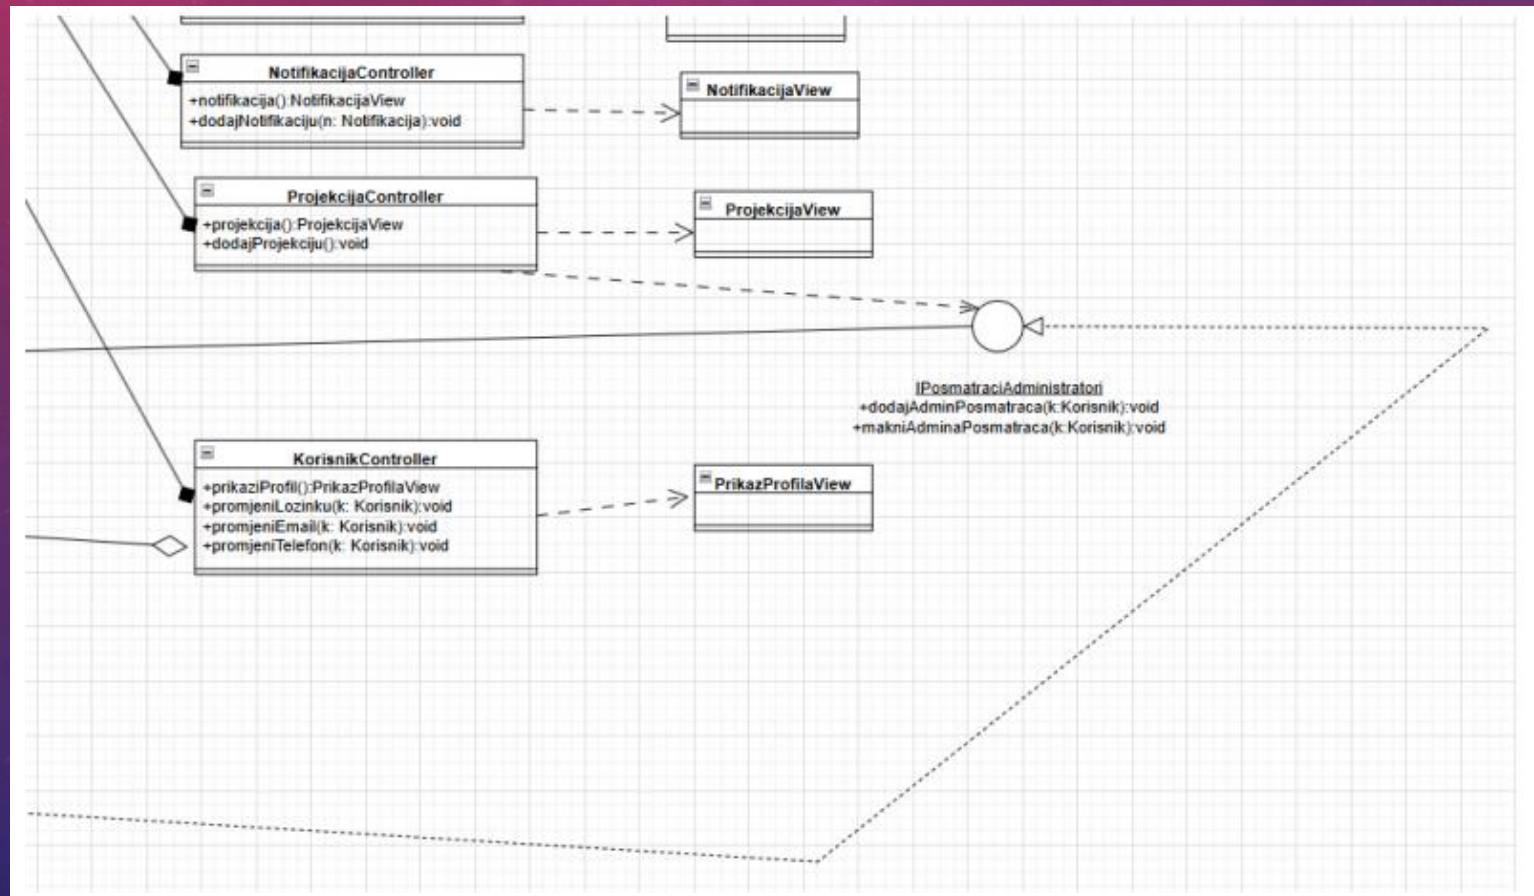 NotifikacijaController
+notifikacija():NotifikacijaView
+dodajNotifikaciju(n: Notifikacija):void
NotifikacijaView
ProjekcijaController
+projekcija():ProjekcijaView
+dodajProjekciju():void
ProjekcijaView
IPosmatraciAdministratori
+dodajAdminPosmatraca(k:Korisnik):void
+makniAdminaPosmatraca(k:Korisnik):void
KorisnikController
+prikaziProfil():PrikazProfilaView
+promjeniLozinku(k: Korisnik):void
+promjeniEmail(k: Korisnik):void
+promjeniTelefon(k: Korisnik):void
PrikazProfilaView